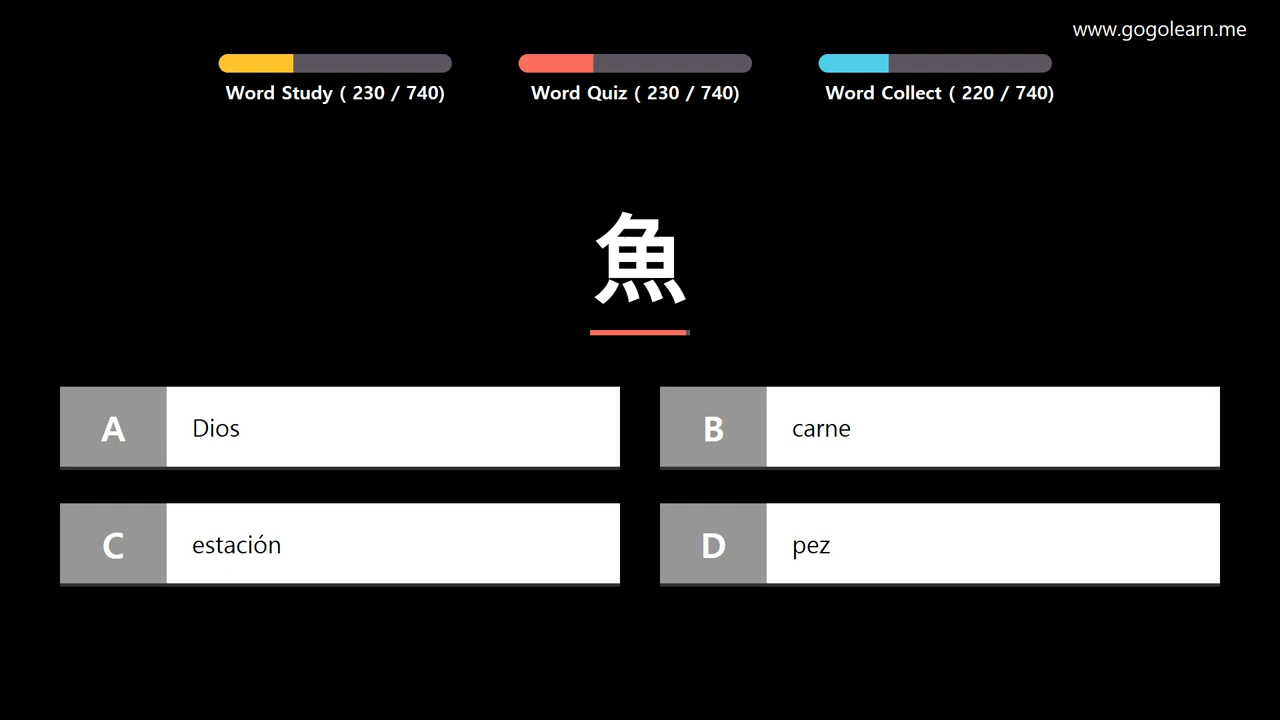 www.gogolearn.me
Word Study ( 230 / 740)
Word Quiz ( 230 / 740)
Word Collect ( 220 / 740)
魚
A Dios
B carne
C estación
D pez